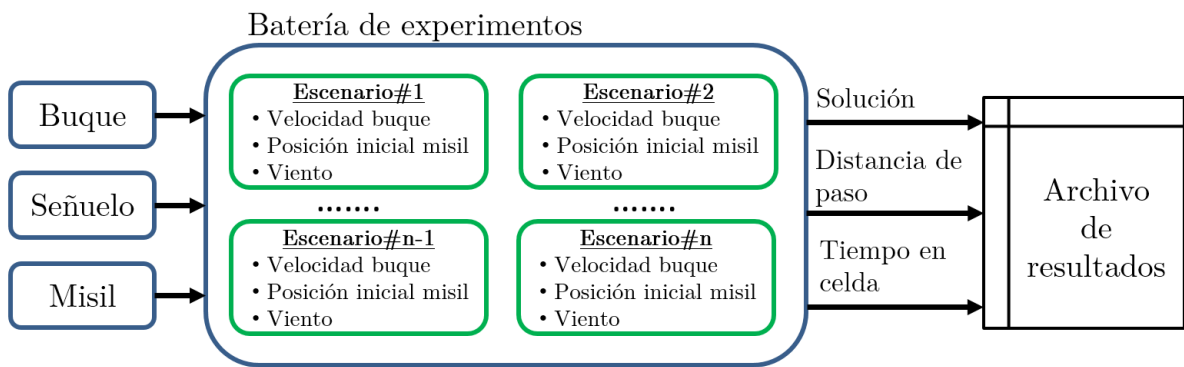 Batería de experimentos
Buque
Señuelo
Misil
Escenario#1
• Velocidad buque
• Posición inicial misil
• Viento
Escenario#2
• Velocidad buque
• Posición inicial misil
• Viento
.......
.......
Escenario#n-1
• Velocidad buque
• Posición inicial misil
• Viento
Escenario#n
• Velocidad buque
• Posición inicial misil
• Viento
Solución
Distancia de
paso
Tiempo en
celda
Archivo
de
resultados